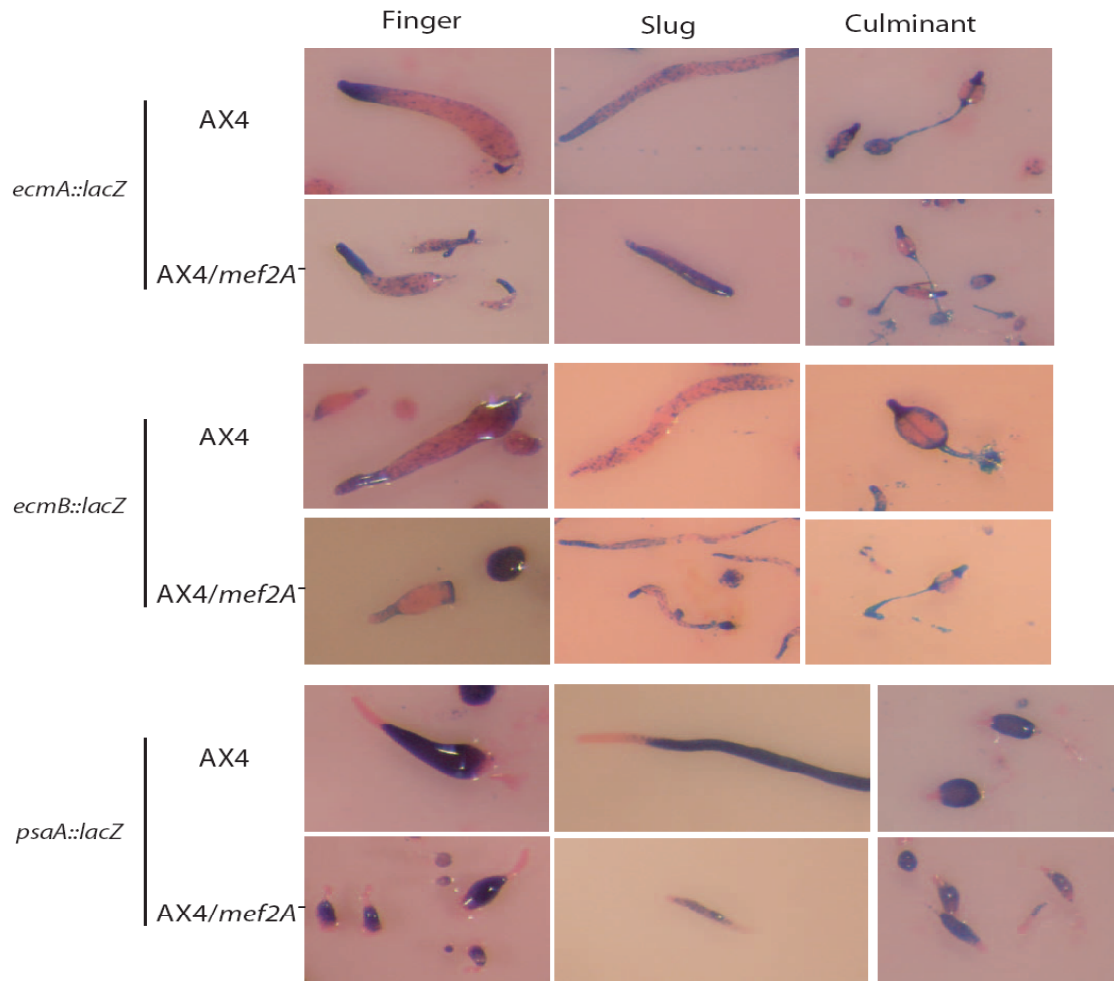 Finger Slug Culminant
AX4
ecmA::lacZ
AX4/mef2A-
AX4
ecmB::lacZ
AX4/mef2A-
AX4
psaA::lacZ
AX4/mef2A-